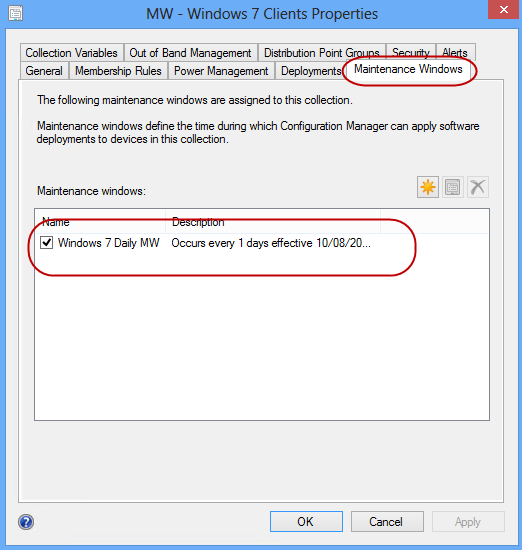 MW - Windows 7 Clients Properties
Collection Variables Out of Band Management Distribution Point Groups Security Alerts
General Membership Rules Power Management Deployments Maintenance Windows
The following maintenance windows are assigned to this collection.
Maintenance windows define the time during which Configuration Manager can apply software
deployments to devices in this collection.
Maintenance windows:
Name Description
Windows 7 Daily MW Occurs every 1 days effective 10/08/20...
OK Cancel Apply